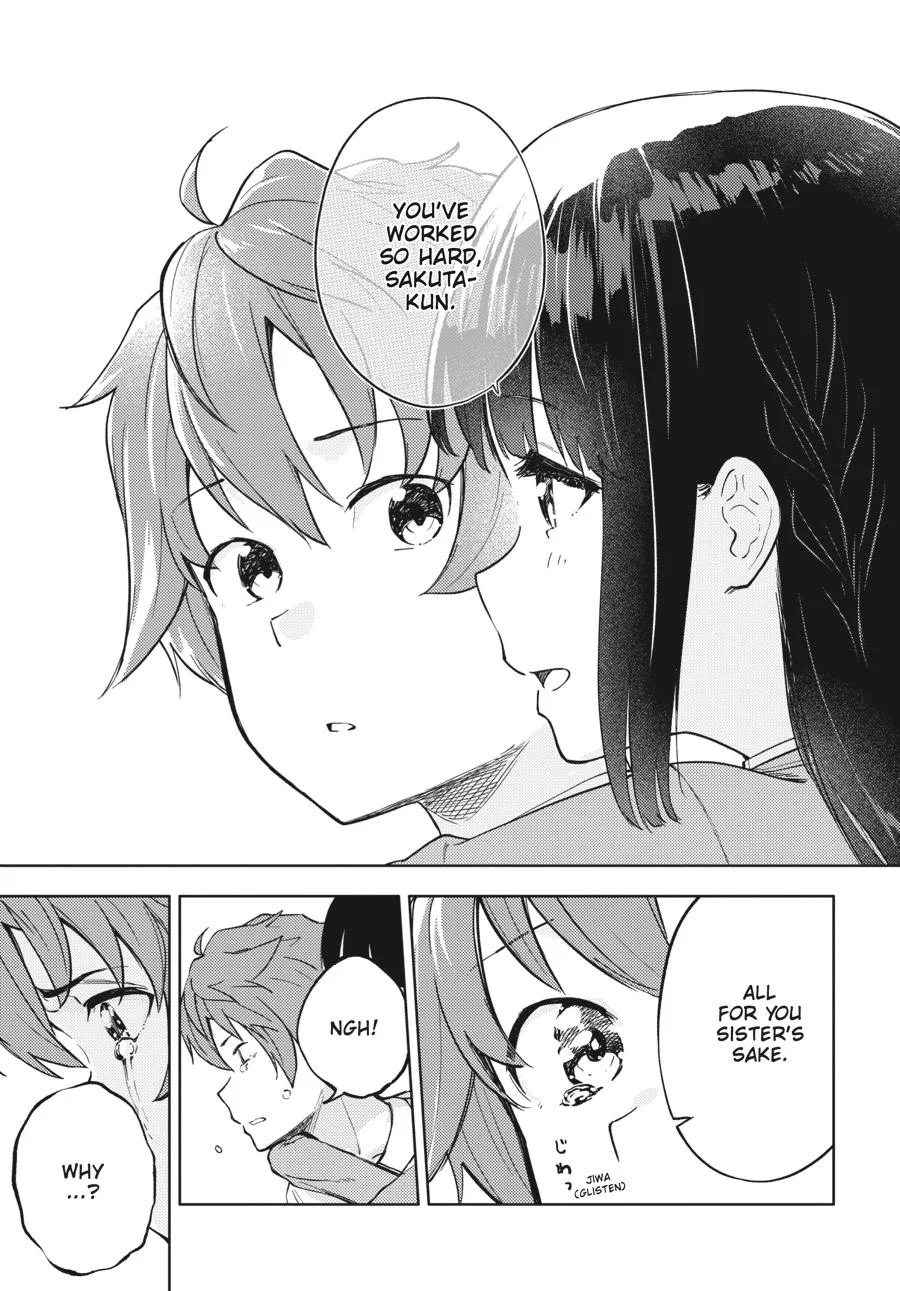 YOU'VE
WORKED
SO HARD,
SAKUTA-
KUN.
ALL
FOR YOU
SISTER'S
SAKE.
じわっ
JIWA
(GLISTEN)
NGH!
WHY
...?